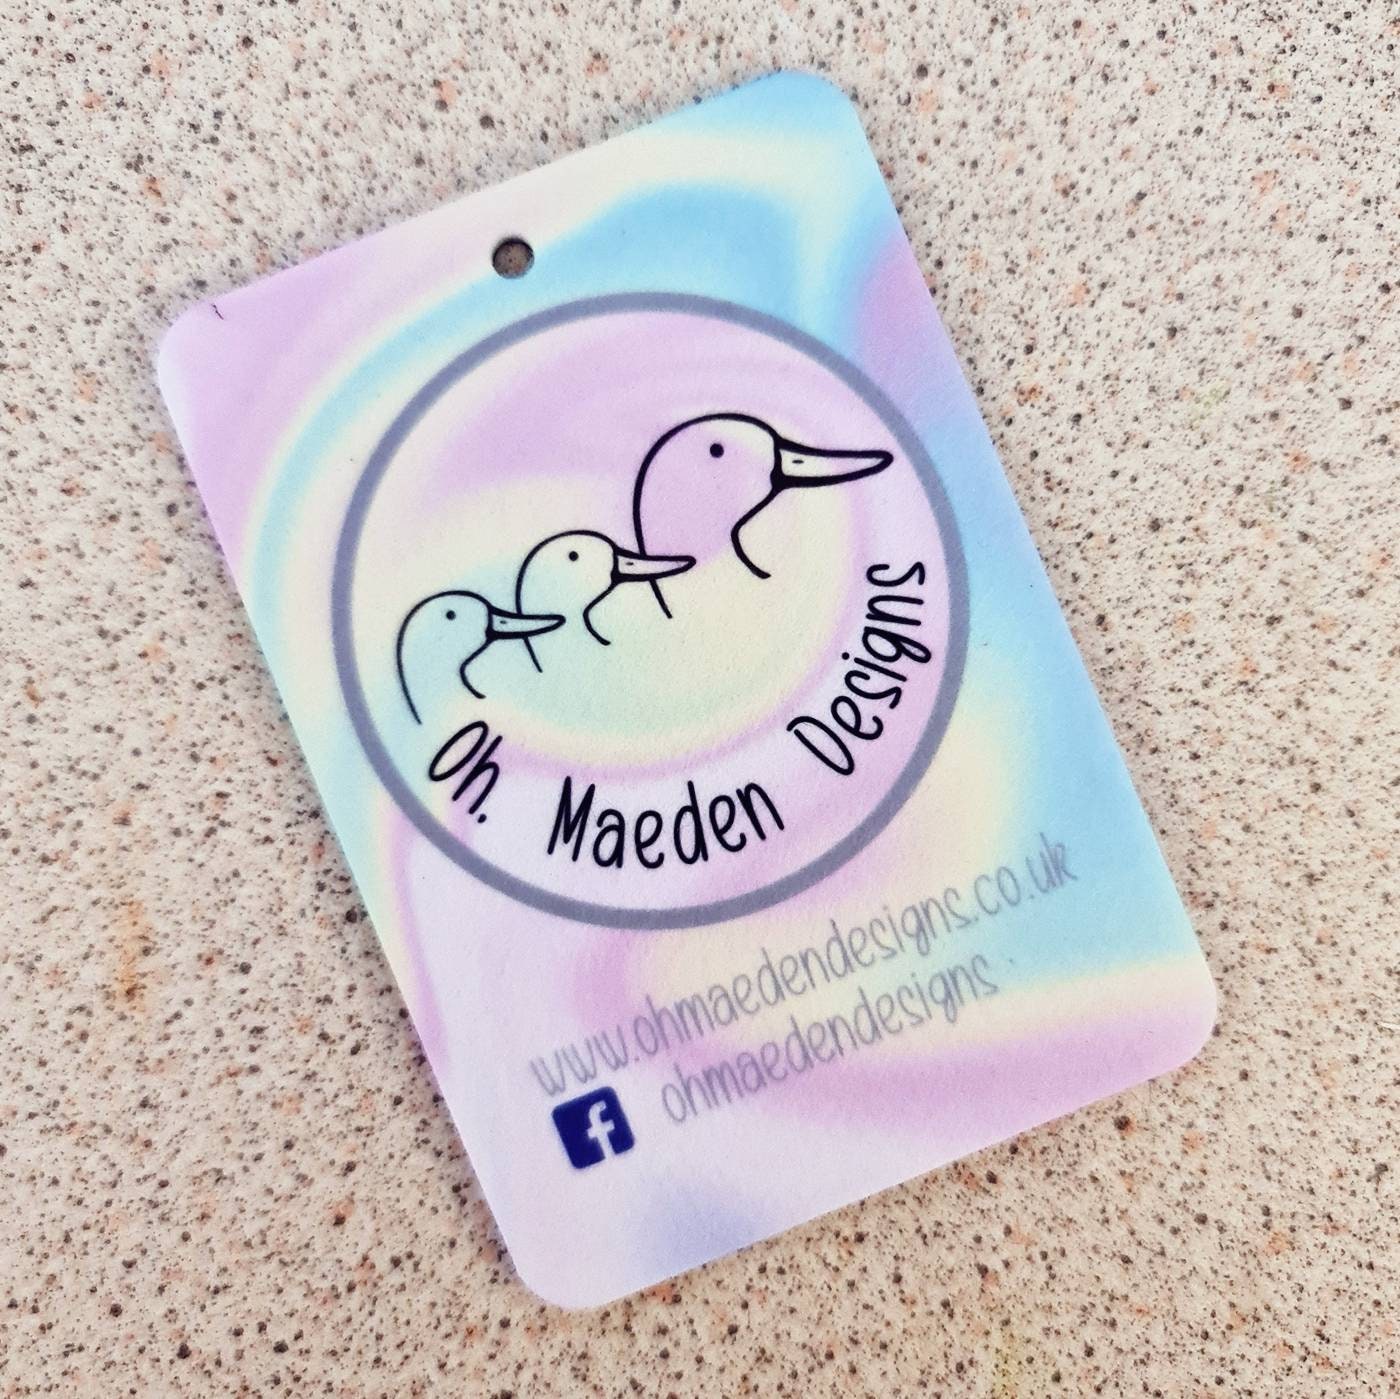 Oh. Maeden Designs
www.ohmaedendesigns.co.uk
f ohmaedendesigns